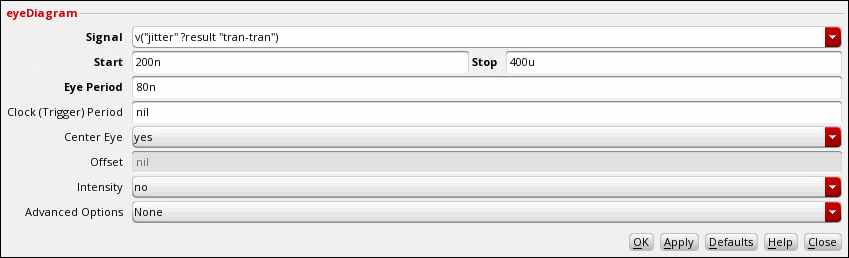 eyeDiagram
Signal v("jitter" ?result "tran-tran")
Start 200n Stop 400u
Eye Period 80n
Clock (Trigger) Period nil
Center Eye yes
Offset nil
Intensity no
Advanced Options None
OK Apply Defaults Help Close